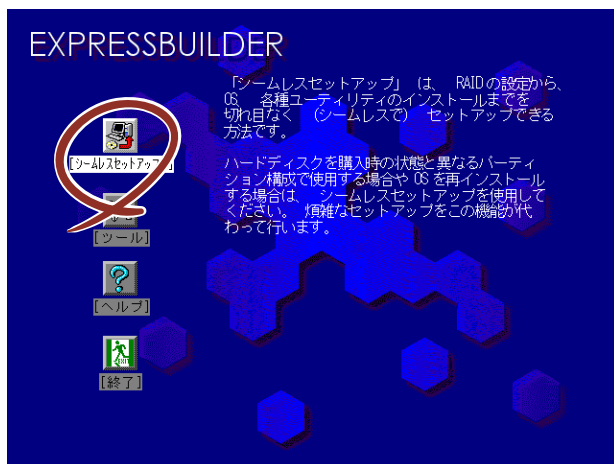 EXPRESSBUILDER
「シームレスセットアップ」 は、 RAIDの設定から、
OS、 各種ユーティリティのインストールまでを
切れ目なく (シームレスで) セットアップできる
方法です。
ハードディスクを購入時の状態と異なるパーティ
ション構成で使用する場合や OS を再インストール
する場合は、 シームレスセットアップを使用して
ください。 煩雑なセットアップをこの機能が代
わって行います。
[シームレスセットアップ]
[ツール]
[ヘルプ]
EXIT
[終了]